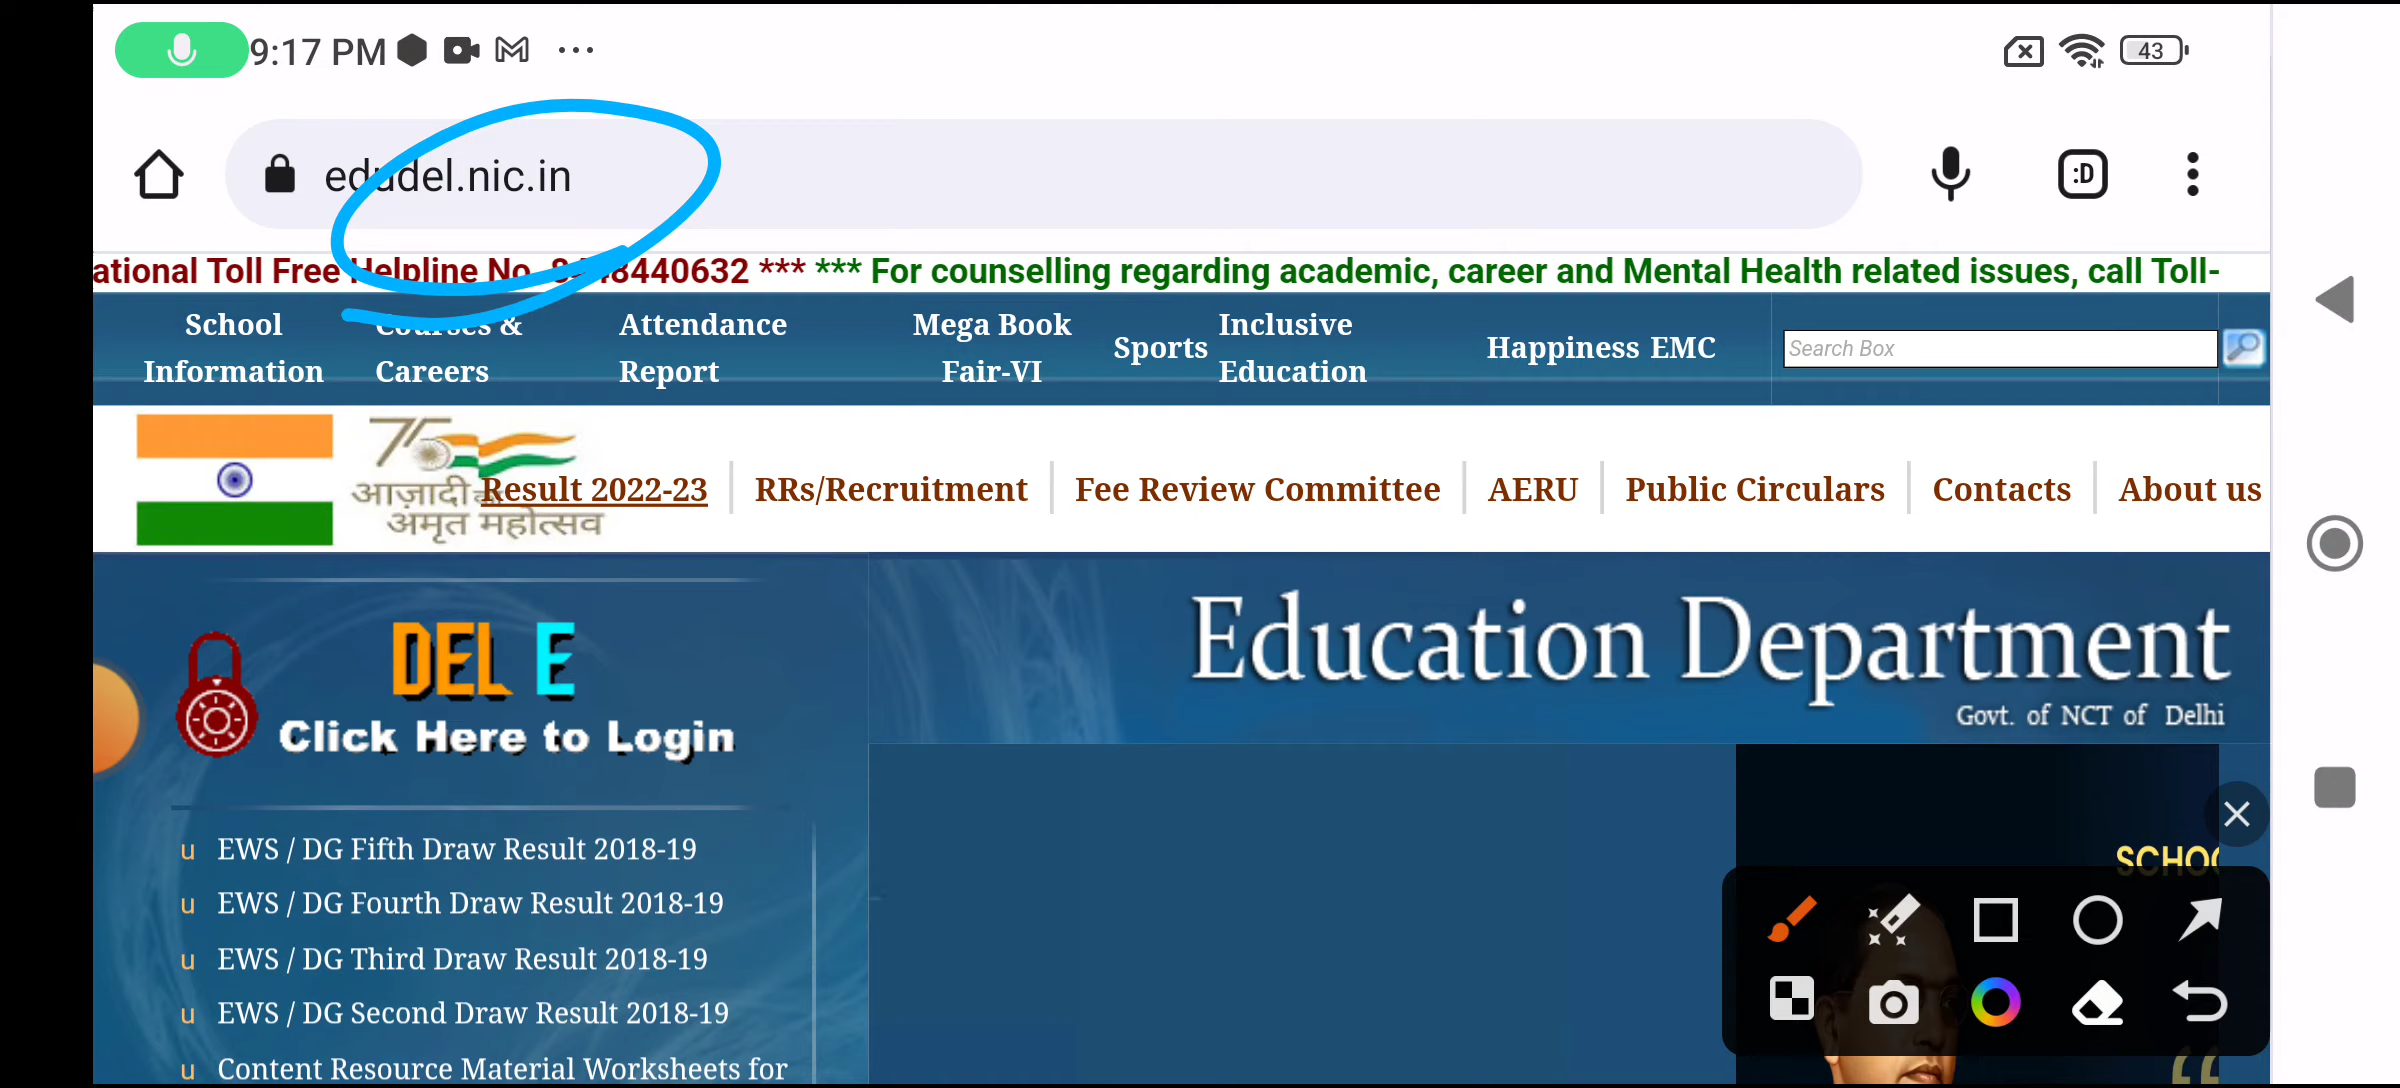 9:17 PM
43
edudel.nic.in
:D
ational Toll Free Helpline No. 8448440632 *** *** For counselling regarding academic, career and Mental Health related issues, call Toll-
School Information
Courses & Careers
Attendance Report
Mega Book Fair-VI
Sports
Inclusive Education
Happiness
EMC
Search Box
75
आज़ादी का
अमृत महोत्सव
Result 2022-23
RRs/Recruitment
Fee Review Committee
AERU
Public Circulars
Contacts
About us
DEL E
Click Here to Login
Education Department
Govt. of NCT of Delhi
u EWS / DG Fifth Draw Result 2018-19
u EWS / DG Fourth Draw Result 2018-19
u EWS / DG Third Draw Result 2018-19
u EWS / DG Second Draw Result 2018-19
u Content Resource Material Worksheets for